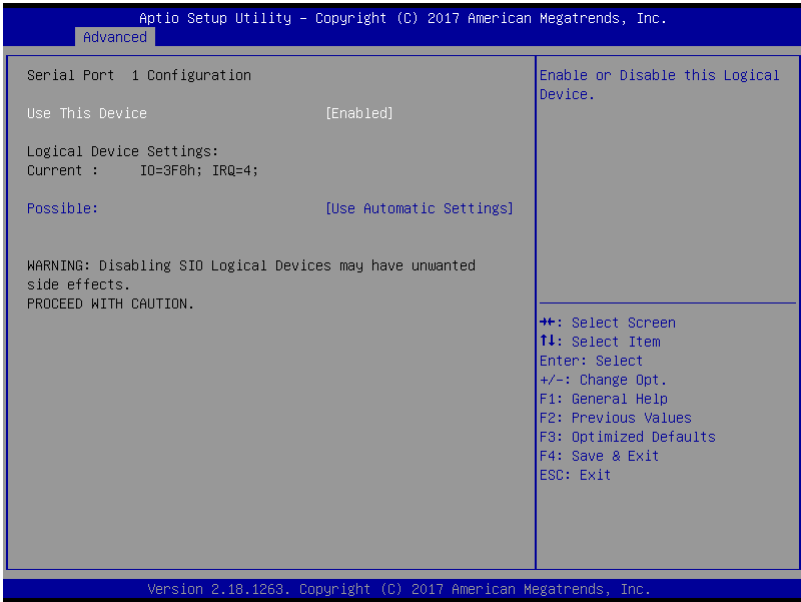 Aptio Setup Utility – Copyright (C) 2017 American Megatrends, Inc.
Advanced
Serial Port 1 Configuration
Use This Device [Enabled]
Logical Device Settings:
Current : IO=3F8h; IRQ=4;
Possible: [Use Automatic Settings]
WARNING: Disabling SIO Logical Devices may have unwanted
side effects.
PROCEED WITH CAUTION.
Enable or Disable this Logical
Device.
→←: Select Screen
↑↓: Select Item
Enter: Select
+/-: Change Opt.
F1: General Help
F2: Previous Values
F3: Optimized Defaults
F4: Save & Exit
ESC: Exit
Version 2.18.1263. Copyright (C) 2017 American Megatrends, Inc.